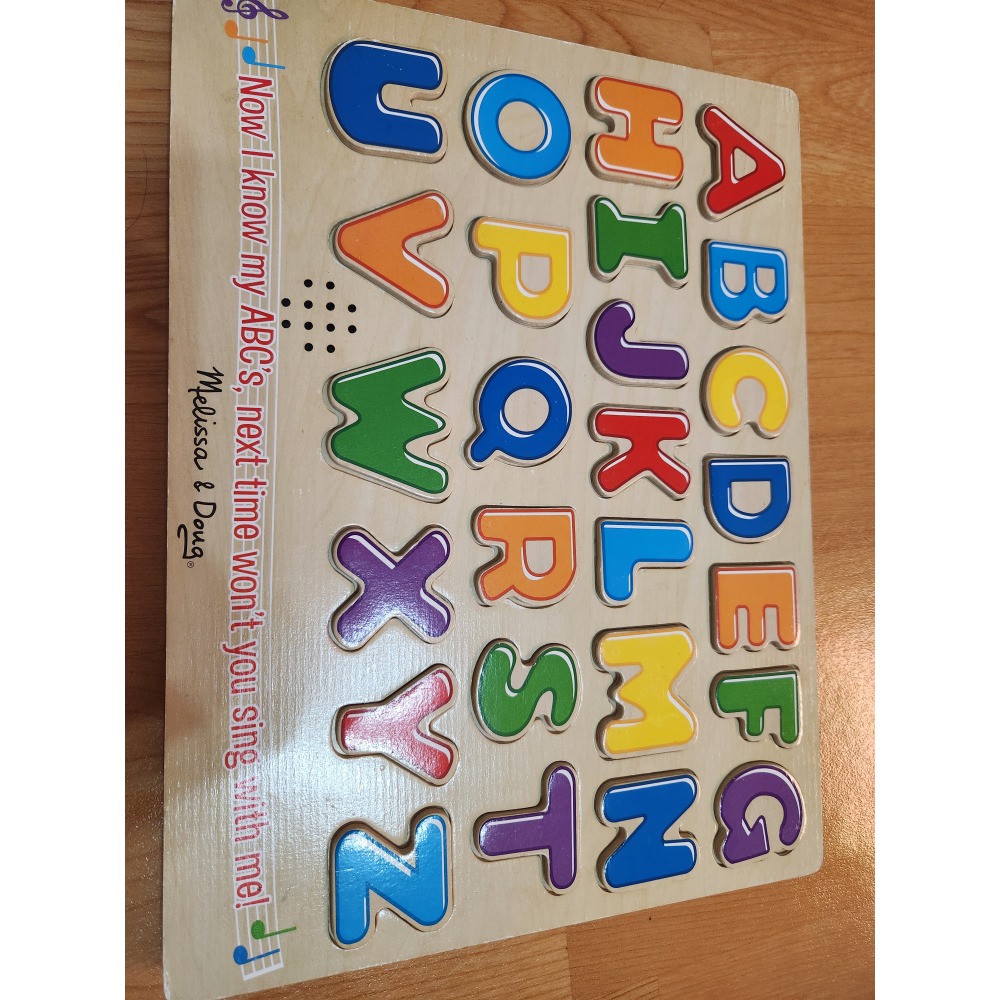 A B C D E F G
H I J K L M N
O P Q R S T
U V W X Y Z
Now I know my ABC's, next time won't you sing with me!
Melissa & Doug®